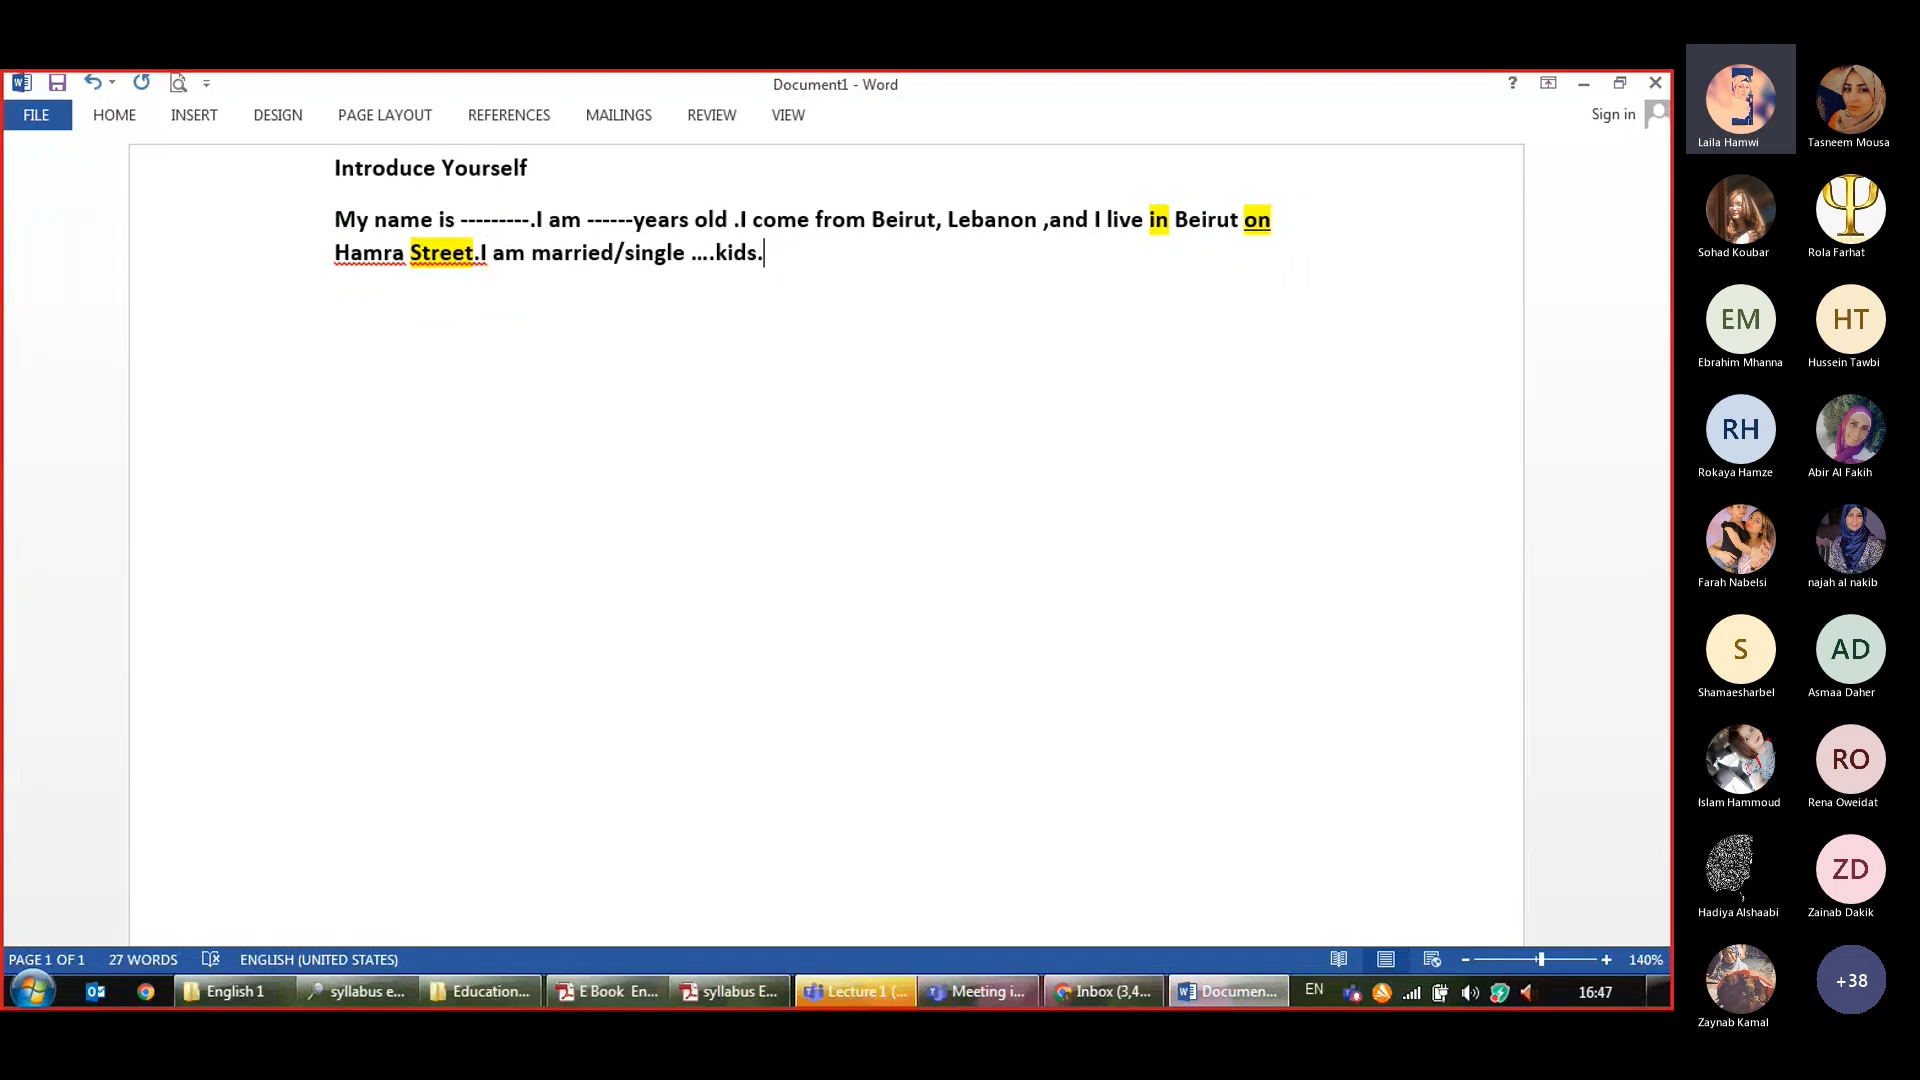 Document1 - Word
?
FILE HOME INSERT DESIGN PAGE LAYOUT REFERENCES MAILINGS REVIEW VIEW Sign in
Introduce Yourself
My name is ---------.I am ------years old .I come from Beirut, Lebanon ,and I live in Beirut on
Hamra Street.I am married/single ….kids.
PAGE 1 OF 1 27 WORDS ENGLISH (UNITED STATES) 140%
English 1 syllabus e... Education... E Book En... syllabus E... Lecture 1 (... Meeting i... Inbox (3,4... Documen... EN 16:47
Laila Hamwi Tasneem Mousa
Sohad Koubar Rola Farhat
EM HT
Ebrahim Mhanna Hussein Tawbi
RH
Rokaya Hamze Abir Al Fakih
Farah Nabelsi najah al nakib
S AD
Shamaesharbel Asmaa Daher
RO
Islam Hammoud Rena Oweidat
ZD
Hadiya Alshaabi Zainab Dakik
+38
Zaynab Kamal